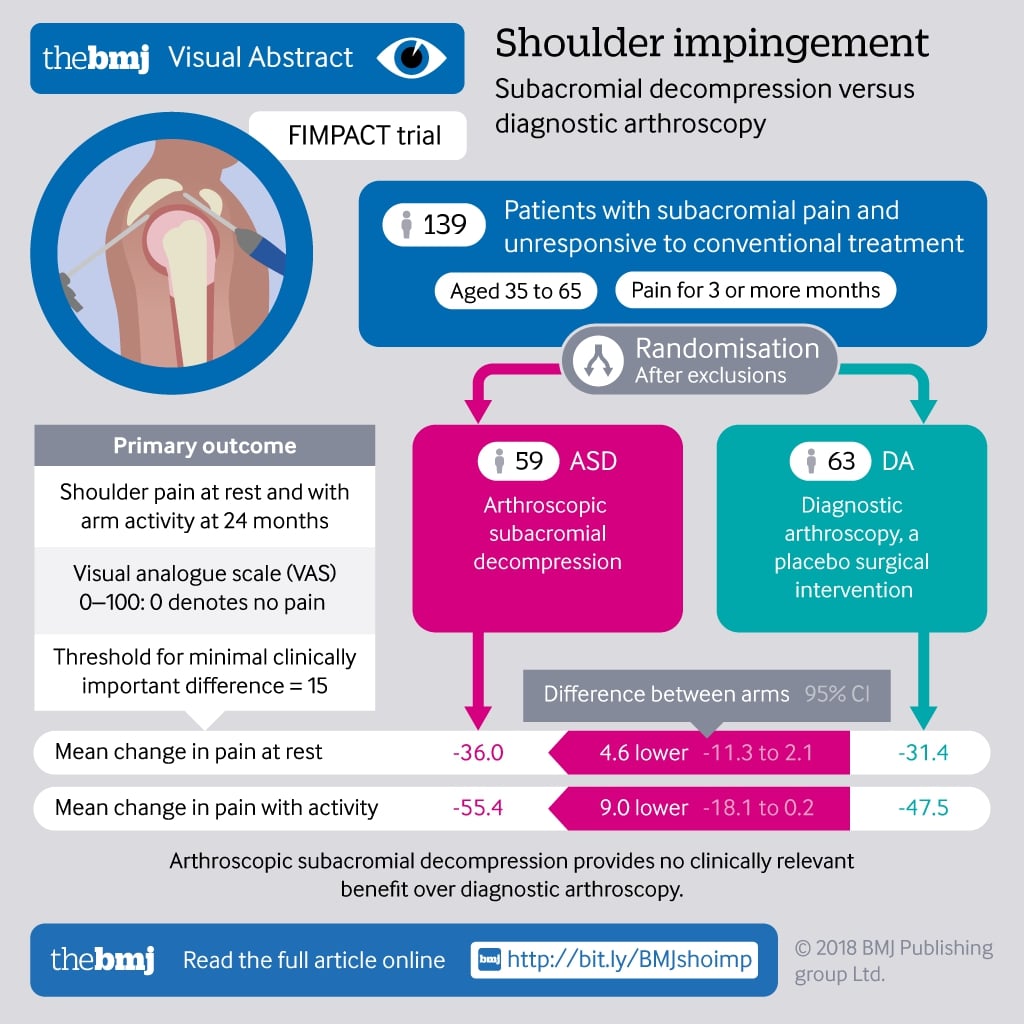 thebmj Visual Abstract
Shoulder impingement
Subacromial decompression versus
diagnostic arthroscopy
FIMPACT trial
139
Patients with subacromial pain and
unresponsive to conventional treatment
Aged 35 to 65
Pain for 3 or more months
Randomisation
After exclusions
Primary outcome
Shoulder pain at rest and with
arm activity at 24 months
Visual analogue scale (VAS)
0–100: 0 denotes no pain
Threshold for minimal clinically
important difference = 15
59 ASD
Arthroscopic
subacromial
decompression
63 DA
Diagnostic
arthroscopy, a
placebo surgical
intervention
Difference between arms 95% CI
Mean change in pain at rest -36.0 4.6 lower -11.3 to 2.1 -31.4
Mean change in pain with activity -55.4 9.0 lower -18.1 to 0.2 -47.5
Arthroscopic subacromial decompression provides no clinically relevant
benefit over diagnostic arthroscopy.
thebmj Read the full article online bmj http://bit.ly/BMJshoimp
© 2018 BMJ Publishing
group Ltd.